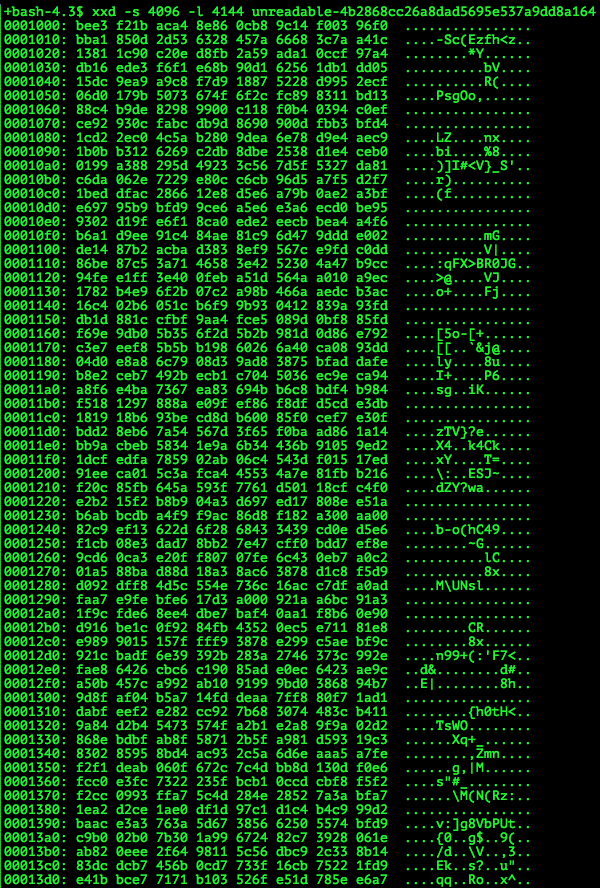 +bash-4.3$ xxd -s 4096 -l 4144 unreadable-4b2868cc26a8dad5695e537a9dd8a164
0001000: bee3 f21b aca4 8e86 0cb8 9c14 f003 96f0 ................
0001010: bba1 850d 2d53 6328 457a 6668 3c7a a41c ....-Sc(Ezfh<z..
0001020: 1381 1c90 c20e d8fb 2a59 ada1 0ccf 97a4 ........*Y......
0001030: db16 ede3 f6f1 e68b 90d1 6256 1db1 dd05 ..........bV....
0001040: 15dc 9ea9 a9c8 f7d9 1887 5228 d995 2ecf ..........R(....
0001050: 06d0 179b 5073 674f 6f2c fc89 8311 bd13 ....PsgOo,......
0001060: 88c4 b9de 8298 9900 c118 f0b4 0394 c0ef ................
0001070: ce92 930c fabc db9d 8690 900d fbb3 bfd4 ................
0001080: 1cd2 2ec0 4c5a b280 9dea 6e78 d9e4 aec9 ....LZ....nx....
0001090: 1b0b b312 6269 c2db 8dbe 2538 d1e4 ceb0 ....bi....%8....
00010a0: 0199 a388 295d 4923 3c56 7d5f 5327 da81 ....)]I#<V}_S'..
00010b0: c6da 062e 7229 e80c c6cb 96d5 a7f5 d2f7 ....r)..........
00010c0: 1bed dfac 2866 12e8 d5e6 a79b 0ae2 a3bf ....(f..........
00010d0: e697 95b9 bfd9 9ce6 a5e6 e3a6 ecd0 be95 ................
00010e0: 9302 d19f e6f1 8ca0 ede2 eecb bea4 a4f6 ................
00010f0: b6a1 d9ee 91c4 84ae 81c9 6d47 9ddd e002 ..........mG....
0001100: de14 87b2 acba d383 8ef9 567c e9fd c0dd ..........V|....
0001110: 86be 87c5 3a71 4658 3e42 5230 4a47 b9cc ....:qFX>BR0JG..
0001120: 94fe e1ff 3e40 0feb a51d 564a a010 a9ec ....>@....VJ....
0001130: 1782 b4e9 6f2b 07c2 a98b 466a aedc b3ac ....o+....Fj....
0001140: 16c4 02b6 051c b6f9 9b93 0412 839a 93fd ................
0001150: db1d 881c cfbf 9aa4 fce5 089d 0bf8 85fd ................
0001160: f69e 9db0 5b35 6f2d 5b2b 981d 0d86 e792 ....[5o-[+......
0001170: c3e7 eef8 5b5b b198 6026 6a40 ca08 93dd ....[[..`&j@....
0001180: 04d0 e8a8 6c79 08d3 9ad8 3875 bfad dafe ....ly....8u....
0001190: b8e2 ceb7 492b ecb1 c704 5036 ec9e ca94 ....I+....P6....
00011a0: a8f6 e4ba 7367 ea83 694b b6c8 bdf4 b984 ....sg..iK......
00011b0: f518 1297 888a e09f ef86 f8df d5cd e3db ................
00011c0: 1819 18b6 93be cd8d b600 85f0 cef7 e30f ................
00011d0: bdd2 8eb6 7a54 567d 3f65 f0ba ad86 1a14 ....zTV}?e......
00011e0: bb9a cbeb 5834 1e9a 6b34 436b 9105 9ed2 ....X4..k4Ck....
00011f0: 1dcf edfa 7859 02ab 06c4 543d f015 17ed ....xY....T=....
0001200: 91ee ca01 5c3a fca4 4553 4a7e 81fb b216 ....\:..ESJ~....
0001210: f20c 85fb 645a 593f 7761 d501 18cf c4f0 ....dZY?wa......
0001220: e2b2 15f2 b8b9 04a3 d697 ed17 808e e51a ................
0001230: b6ab bcdb a4f9 f9ac 86d8 f182 a300 aa00 ................
0001240: 82c9 ef13 622d 6f28 6843 3439 cd0e d5e6 ....b-o(hC49....
0001250: f1cb 08e3 dad7 8bb2 7e47 cff0 bdd7 ef8e ........~G......
0001260: 9cd6 0ca3 e20f f807 07fe 6c43 0eb7 a0c2 ..........lC....
0001270: 01a5 88ba d88d 18a3 8ac6 3878 d1c8 f5d9 ..........8x....
0001280: d092 dff8 4d5c 554e 736c 16ac c7df a0ad ....M\UNsl......
0001290: faa7 e9fe bfe6 17d3 a000 921a a6bc 91a3 ................
00012a0: 1f9c fde6 8ee4 dbe7 baf4 0aa1 f8b6 0e90 ................
00012b0: d916 be1c 0f92 84fb 4352 0ec5 e711 81e8 ........CR......
00012c0: e989 9015 157f fff9 3878 e299 c5ae bf9c ........8x......
00012d0: 921c badf 6e39 392b 283a 2746 373c 992e ....n99+(:'F7<..
00012e0: fae8 6426 cbc6 c190 85ad e0ec 6423 ae9c ..d&........d#..
00012f0: a50b 457c a992 ab10 9199 9bd0 3868 94b7 ..E|........8h..
0001300: 9d8f af04 b5a7 14fd deaa 7ff8 80f7 1ad1 ................
0001310: dabf eef2 e282 cc92 7b68 3074 483c b411 ........{h0tH<..
0001320: 9a84 d2b4 5473 574f a2b1 e2a8 9f9a 02d2 ....TsWO........
0001330: 868e bdbf ab8f 5871 2b5f a981 d593 19c3 ......Xq+_......
0001340: 8302 8595 8bd4 ac93 2c5a 6d6e aaa5 a7fe ........,Zmn....
0001350: f2f1 deab 060f 672c 7c4d bb8d 130d f0e6 ......g,|M......
0001360: fcc0 e3fc 7322 235f bcb1 0ccd cbf8 f5f2 ....s"#_........
0001370: f2cc 0993 ffa7 5c4d 284e 2852 7a3a bfa7 ......\M(N(Rz:..
0001380: 1ea2 d2ce 1ae0 df1d 97c1 d1c4 b4c9 99d2 ................
0001390: baac e3a3 763a 5d67 3856 6250 5574 bfd9 ....v:]g8VbPUt..
00013a0: c9b0 02b0 7b30 1a99 6724 82c7 3928 061e ....{0..g$..9(..
00013b0: ab82 0eee 2f64 9811 5c56 dbc9 2c33 8b14 ..../d..\V..,3..
00013c0: 83dc dcb7 456b 0cd7 733f 16cb 7522 1fd9 ....Ek..s?..u"..
00013d0: e41b bce7 7171 b103 526f e51d 785e e6a7 ....qq..Ro..x^..